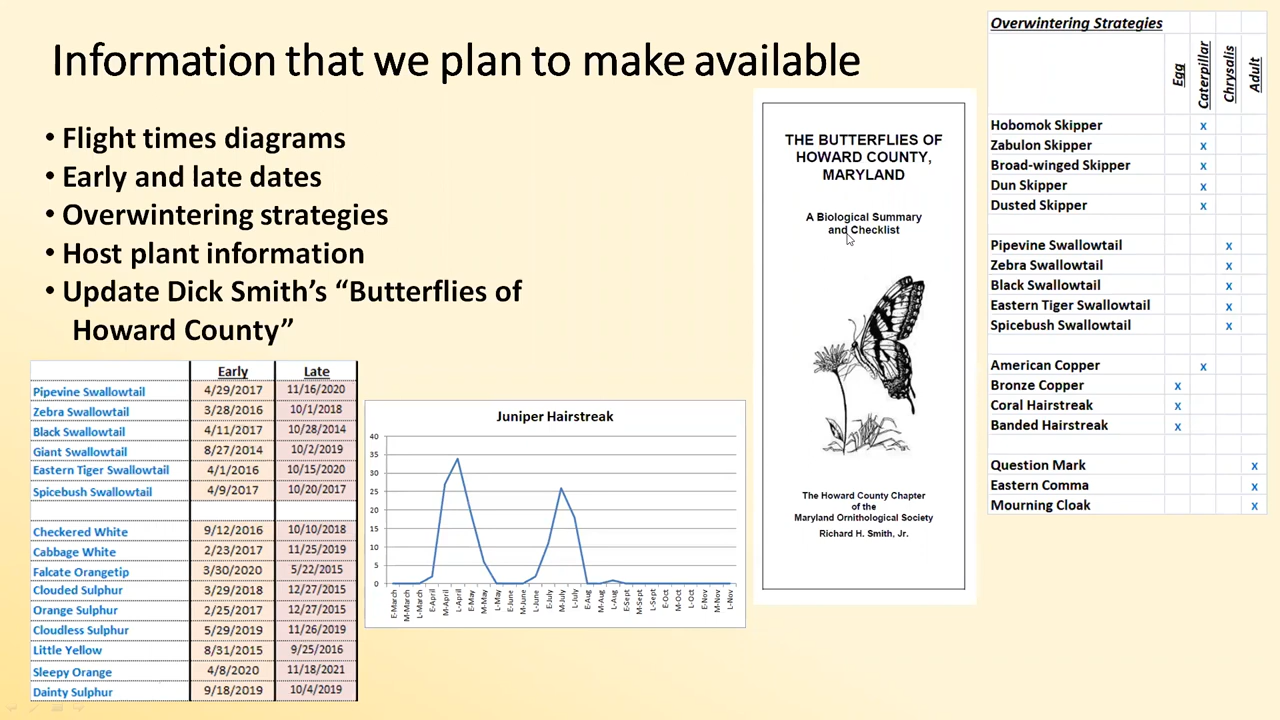 Information that we plan to make available
• Flight times diagrams
• Early and late dates
• Overwintering strategies
• Host plant information
• Update Dick Smith's “Butterflies of
Howard County”
Early Late
Pipevine Swallowtail 4/29/2017 11/16/2020
Zebra Swallowtail 3/28/2016 10/1/2018
Black Swallowtail 4/11/2017 10/28/2014
Giant Swallowtail 8/27/2014 10/2/2019
Eastern Tiger Swallowtail 4/1/2016 10/15/2020
Spicebush Swallowtail 4/9/2017 10/20/2017
Checkered White 9/12/2016 10/10/2018
Cabbage White 2/23/2017 11/25/2019
Falcate Orangetip 3/30/2020 5/22/2015
Clouded Sulphur 3/29/2018 12/27/2015
Orange Sulphur 2/25/2017 12/27/2015
Cloudless Sulphur 5/29/2019 11/26/2019
Little Yellow 8/31/2015 9/25/2016
Sleepy Orange 4/8/2020 11/18/2021
Dainty Sulphur 9/18/2019 10/4/2019
Juniper Hairstreak
40
35
30
25
20
15
10
5
0
E-March M-March L-March E-April M-April L-April E-May M-May L-May E-June M-June L-June E-July M-July L-July E-Aug M-Aug L-Aug E-Sept M-Sept L-Sept E-Oct M-Oct L-Oct E-Nov M-Nov L-Nov
THE BUTTERFLIES OF
HOWARD COUNTY,
MARYLAND
A Biological Summary
and Checklist
The Howard County Chapter
of the
Maryland Ornithological Society
Richard H. Smith, Jr.
Overwintering Strategies
Egg Caterpillar Chrysalis Adult
Hobomok Skipper x
Zabulon Skipper x
Broad-winged Skipper x
Dun Skipper x
Dusted Skipper x
Pipevine Swallowtail x
Zebra Swallowtail x
Black Swallowtail x
Eastern Tiger Swallowtail x
Spicebush Swallowtail x
American Copper x
Bronze Copper x
Coral Hairstreak x
Banded Hairstreak x
Question Mark x
Eastern Comma x
Mourning Cloak x